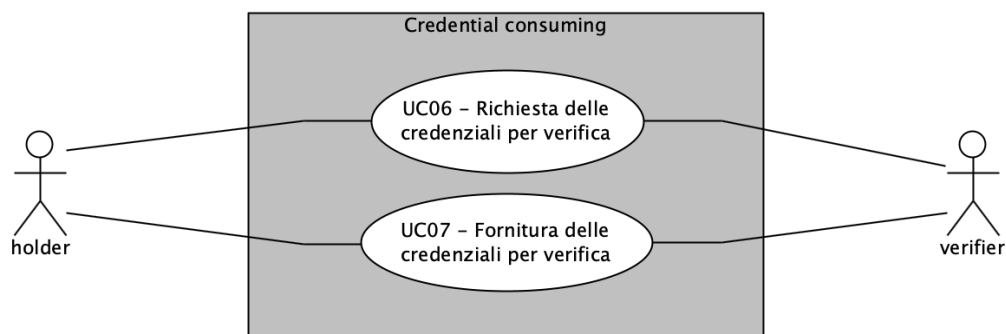 Credential consuming
UC06 – Richiesta delle
credenziali per verifica
UC07 – Fornitura delle
credenziali per verifica
holder
verifier